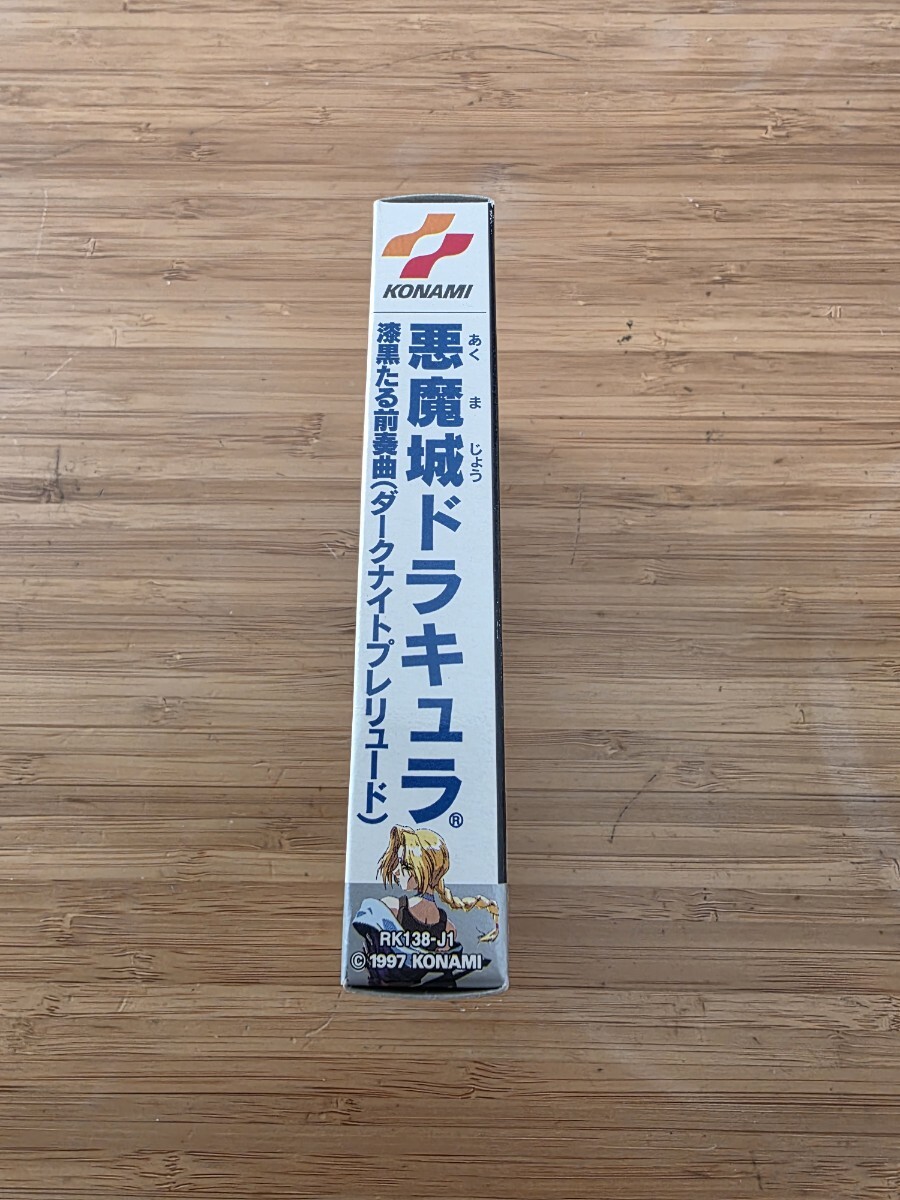 KONAMI
悪魔城ドラキュラ®
あく ま じょう
漆黒たる前奏曲(ダークナイトプレリュード)
RK138-J1
© 1997 KONAMI